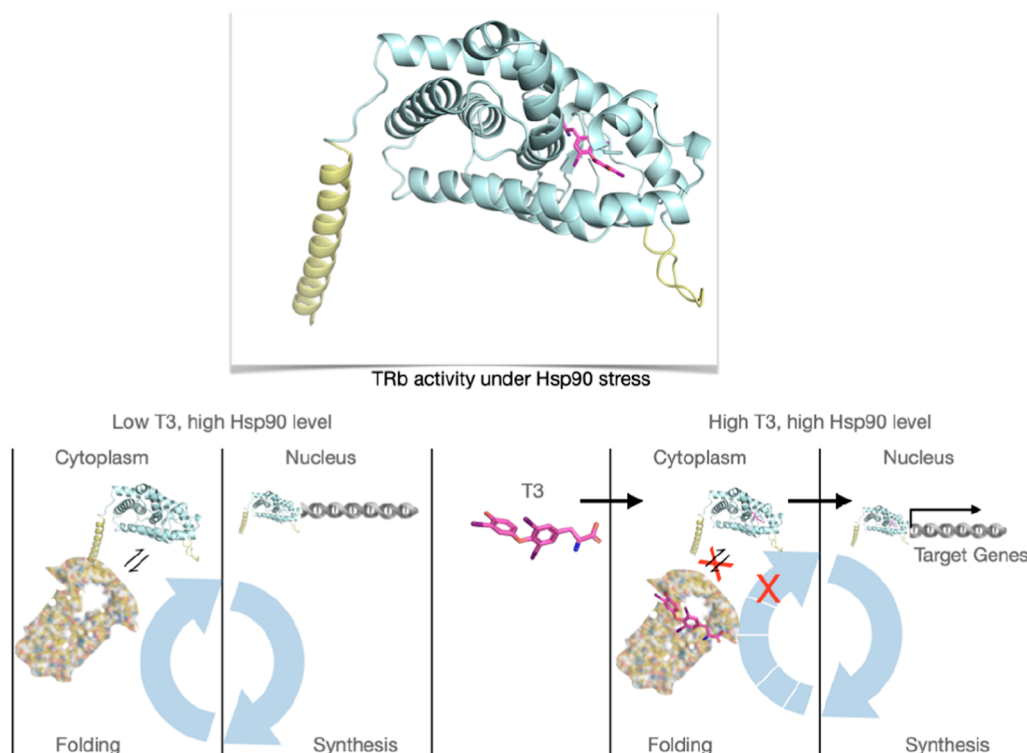 TRb activity under Hsp90 stress
Low T3, high Hsp90 level
High T3, high Hsp90 level
Cytoplasm
Nucleus
T3
Cytoplasm
Nucleus
Target Genes
Folding
Synthesis
Folding
Synthesis